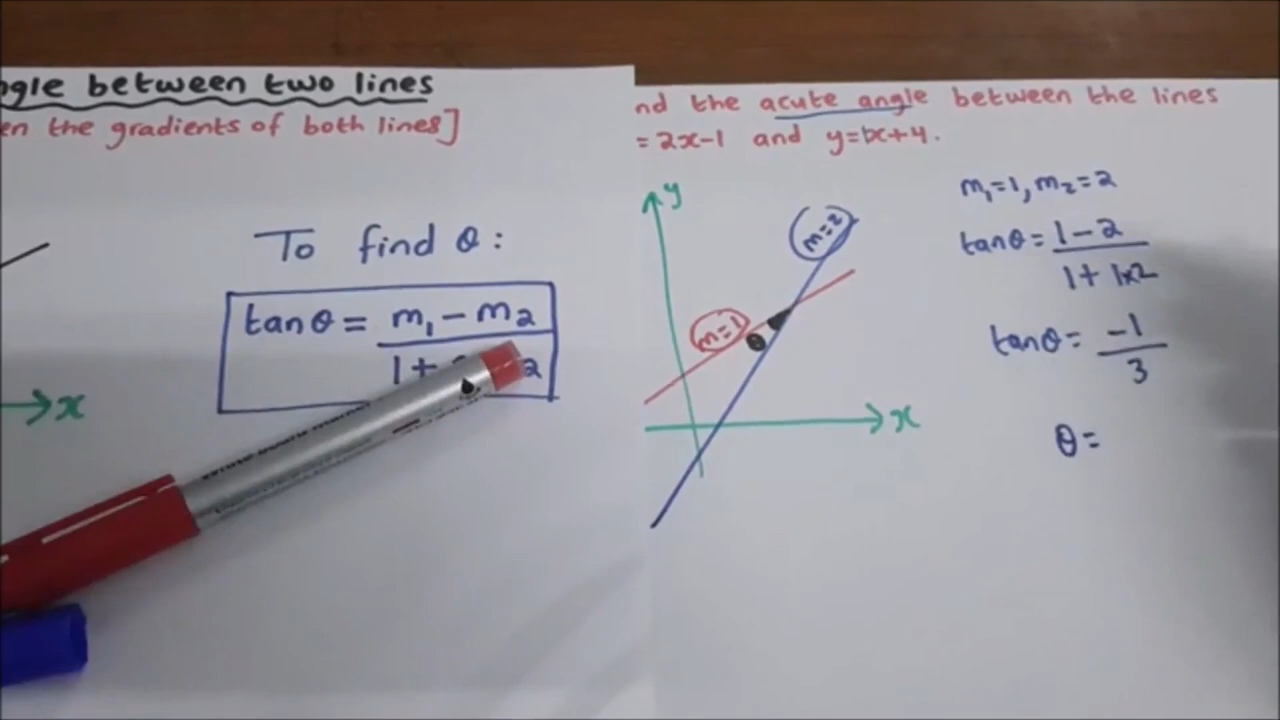 ngle between two lines
en the gradients of both lines]
To find θ:
tanθ = m₁ - m₂
1+ 2
x
nd the acute angle between the lines
= 2x-1 and y=1x+4.
y
m=2
m=1
θ
x
m₁=1, m₂=2
tanθ = 1-2
1+ 1x2
tanθ = -1
3
θ=